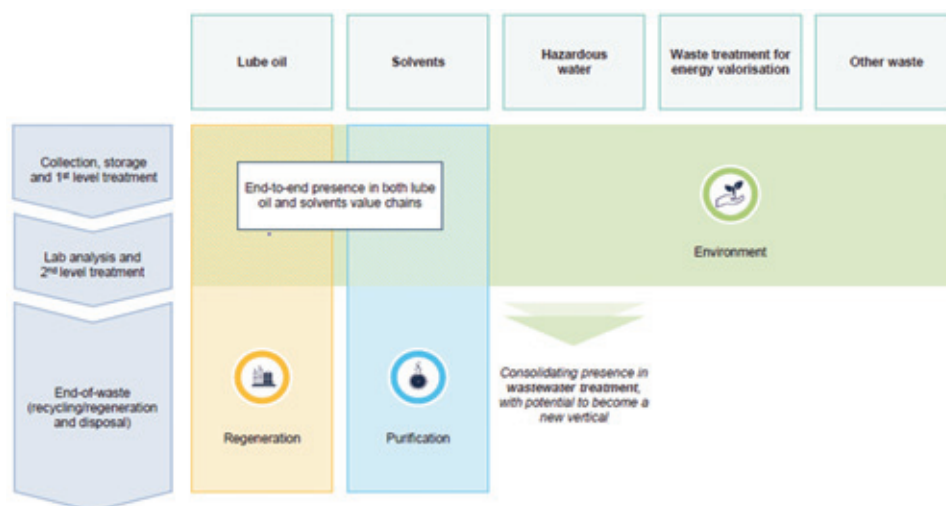 Lube oil
Solvents
Hazardous
water
Waste treatment for
energy valorisation
Other waste
Collection, storage
and 1st level treatment
End-to-end presence in both lube
oil and solvents value chains
Lab analysis and
2nd level treatment
Environment
End-of-waste
(recycling/regeneration
and disposal)
Regeneration
Purification
Consolidating presence in
wastewater treatment,
with potential to become a
new vertical